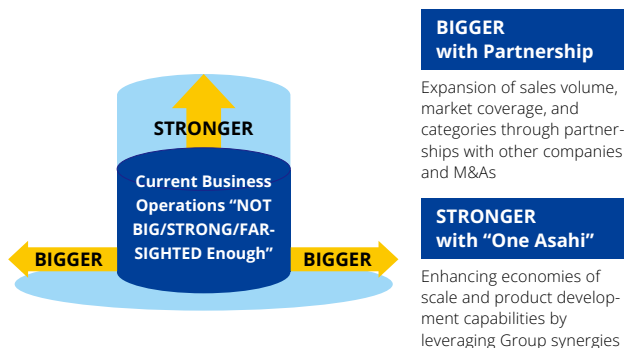 STRONGER
Current Business
Operations “NOT
BIG/STRONG/FAR-
SIGHTED Enough”
BIGGER
BIGGER
BIGGER
with Partnership
Expansion of sales volume,
market coverage, and
categories through partner-
ships with other companies
and M&As
STRONGER
with “One Asahi”
Enhancing economies of
scale and product develop-
ment capabilities by
leveraging Group synergies